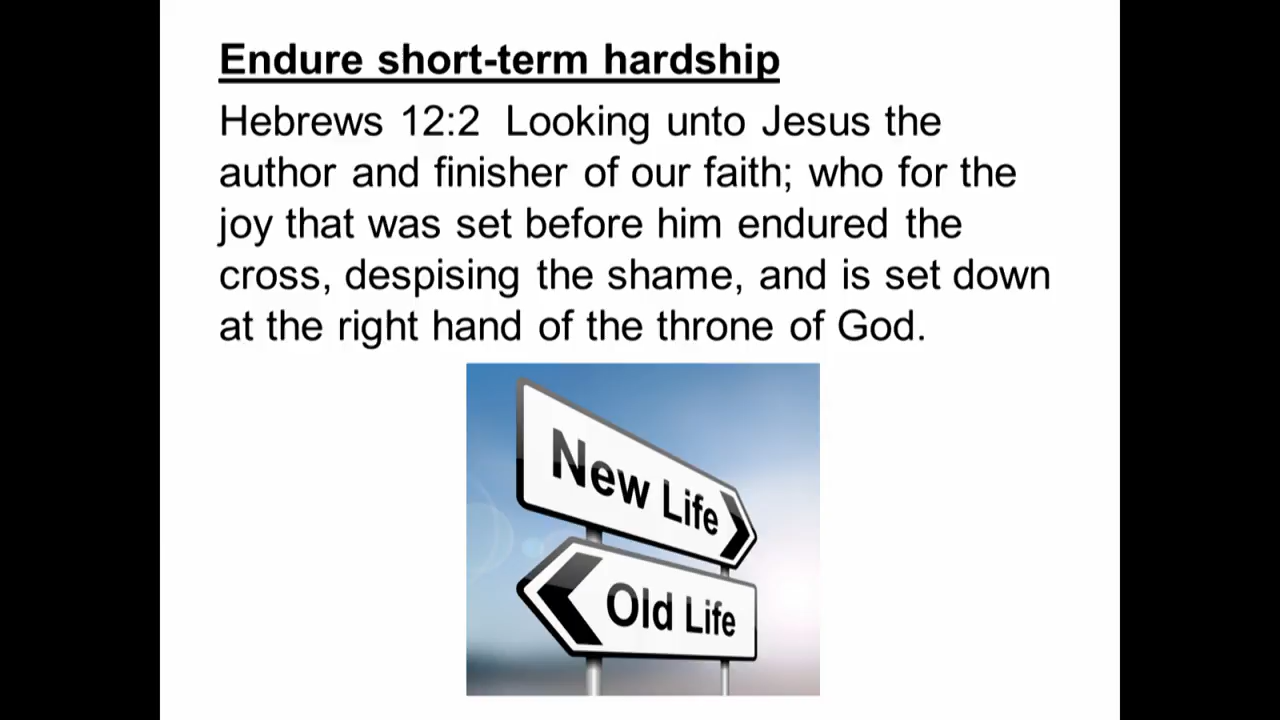 Endure short-term hardship
Hebrews 12:2  Looking unto Jesus the
author and finisher of our faith; who for the
joy that was set before him endured the
cross, despising the shame, and is set down
at the right hand of the throne of God.
New Life
Old Life